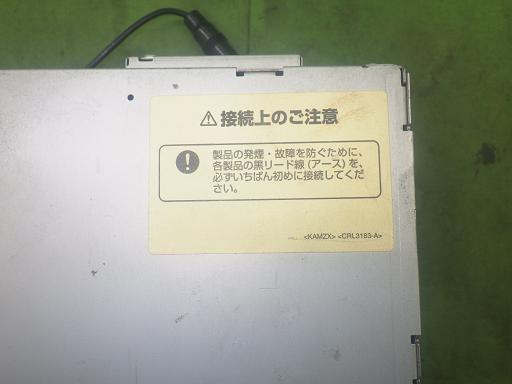 ⚠接続上のご注意
製品の発煙・故障を防ぐために、
各製品の黒リード線(アース)を、
必ずいちばん初めに接続してくだ
さい。
<KAMZX> <CRL3183-A>